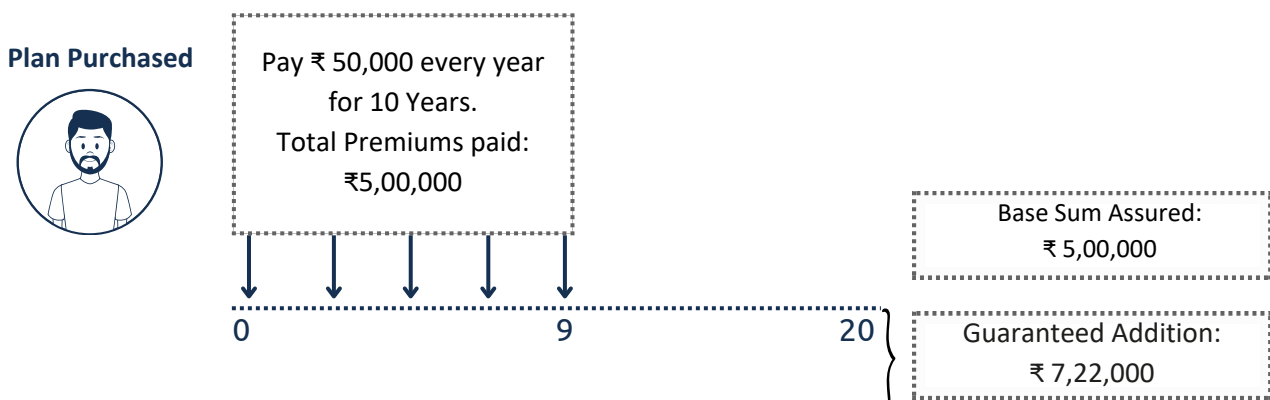 Plan Purchased
Pay ₹ 50,000 every year
for 10 Years.
Total Premiums paid:
₹5,00,000
Base Sum Assured:
₹ 5,00,000
0
9
20
Guaranteed Addition:
₹ 7,22,000